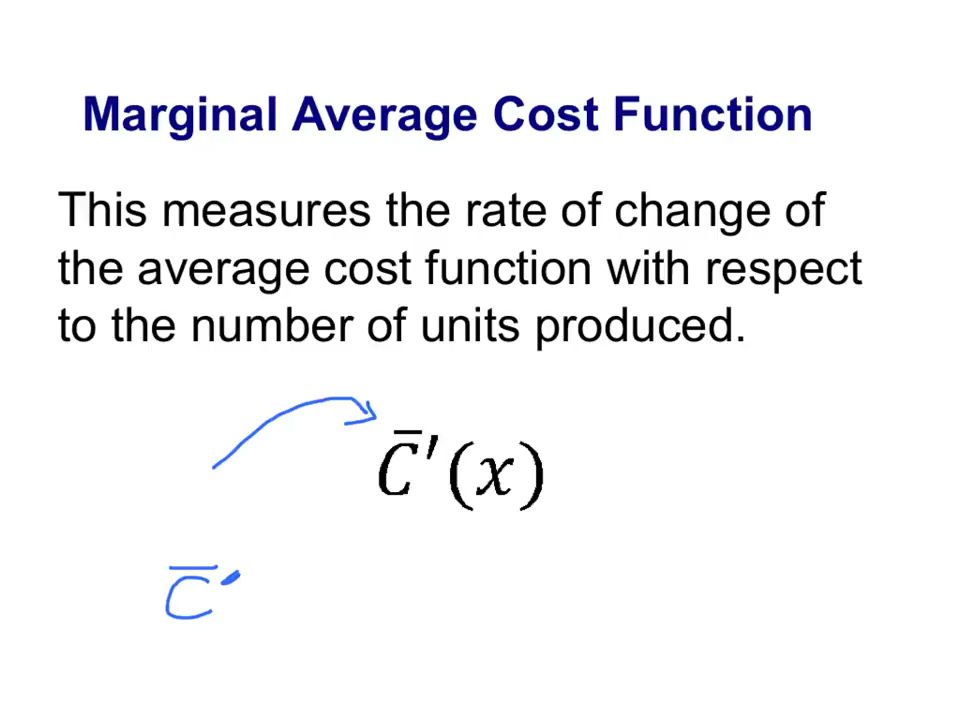 Marginal Average Cost Function
This measures the rate of change of
the average cost function with respect
to the number of units produced.
C̄′(x)
C̄′